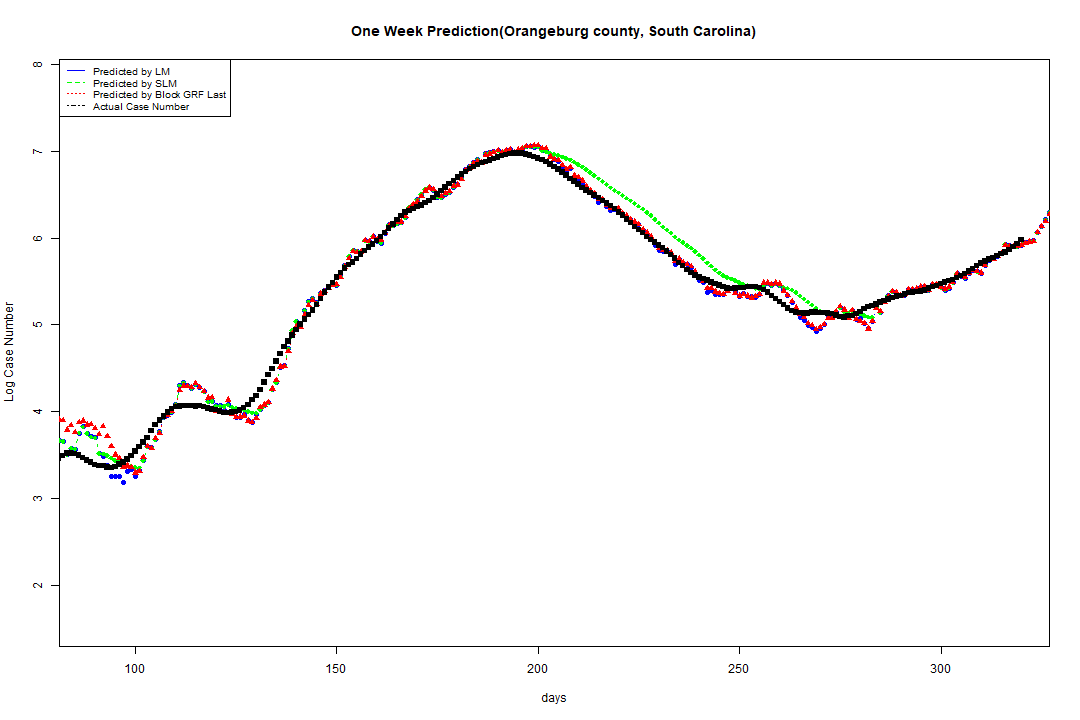 One Week Prediction(Orangeburg county, South Carolina)
Predicted by LM
Predicted by SLM
Predicted by Block GRF Last
Actual Case Number
Log Case Number
8
7
6
5
4
3
2
100 150 200 250 300
days